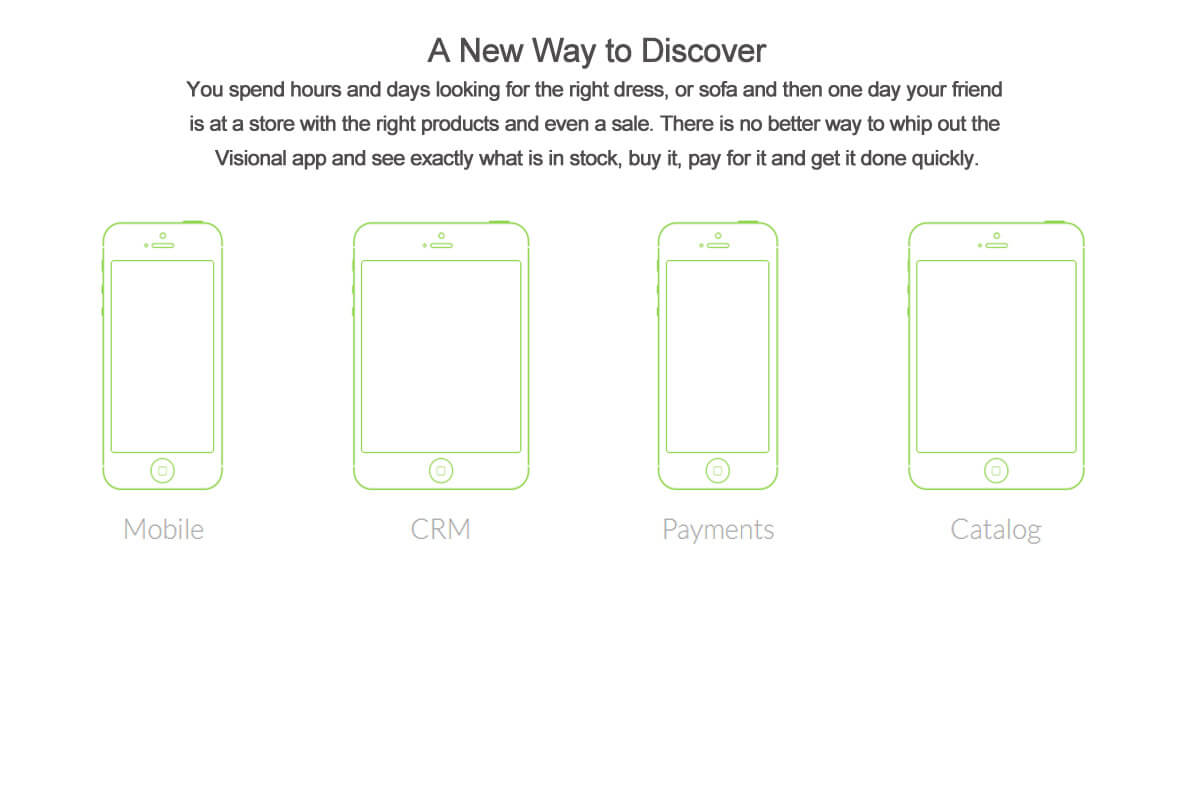 A New Way to Discover
You spend hours and days looking for the right dress, or sofa and then one day your friend
is at a store with the right products and even a sale. There is no better way to whip out the
Visional app and see exactly what is in stock, buy it, pay for it and get it done quickly.
Mobile
CRM
Payments
Catalog